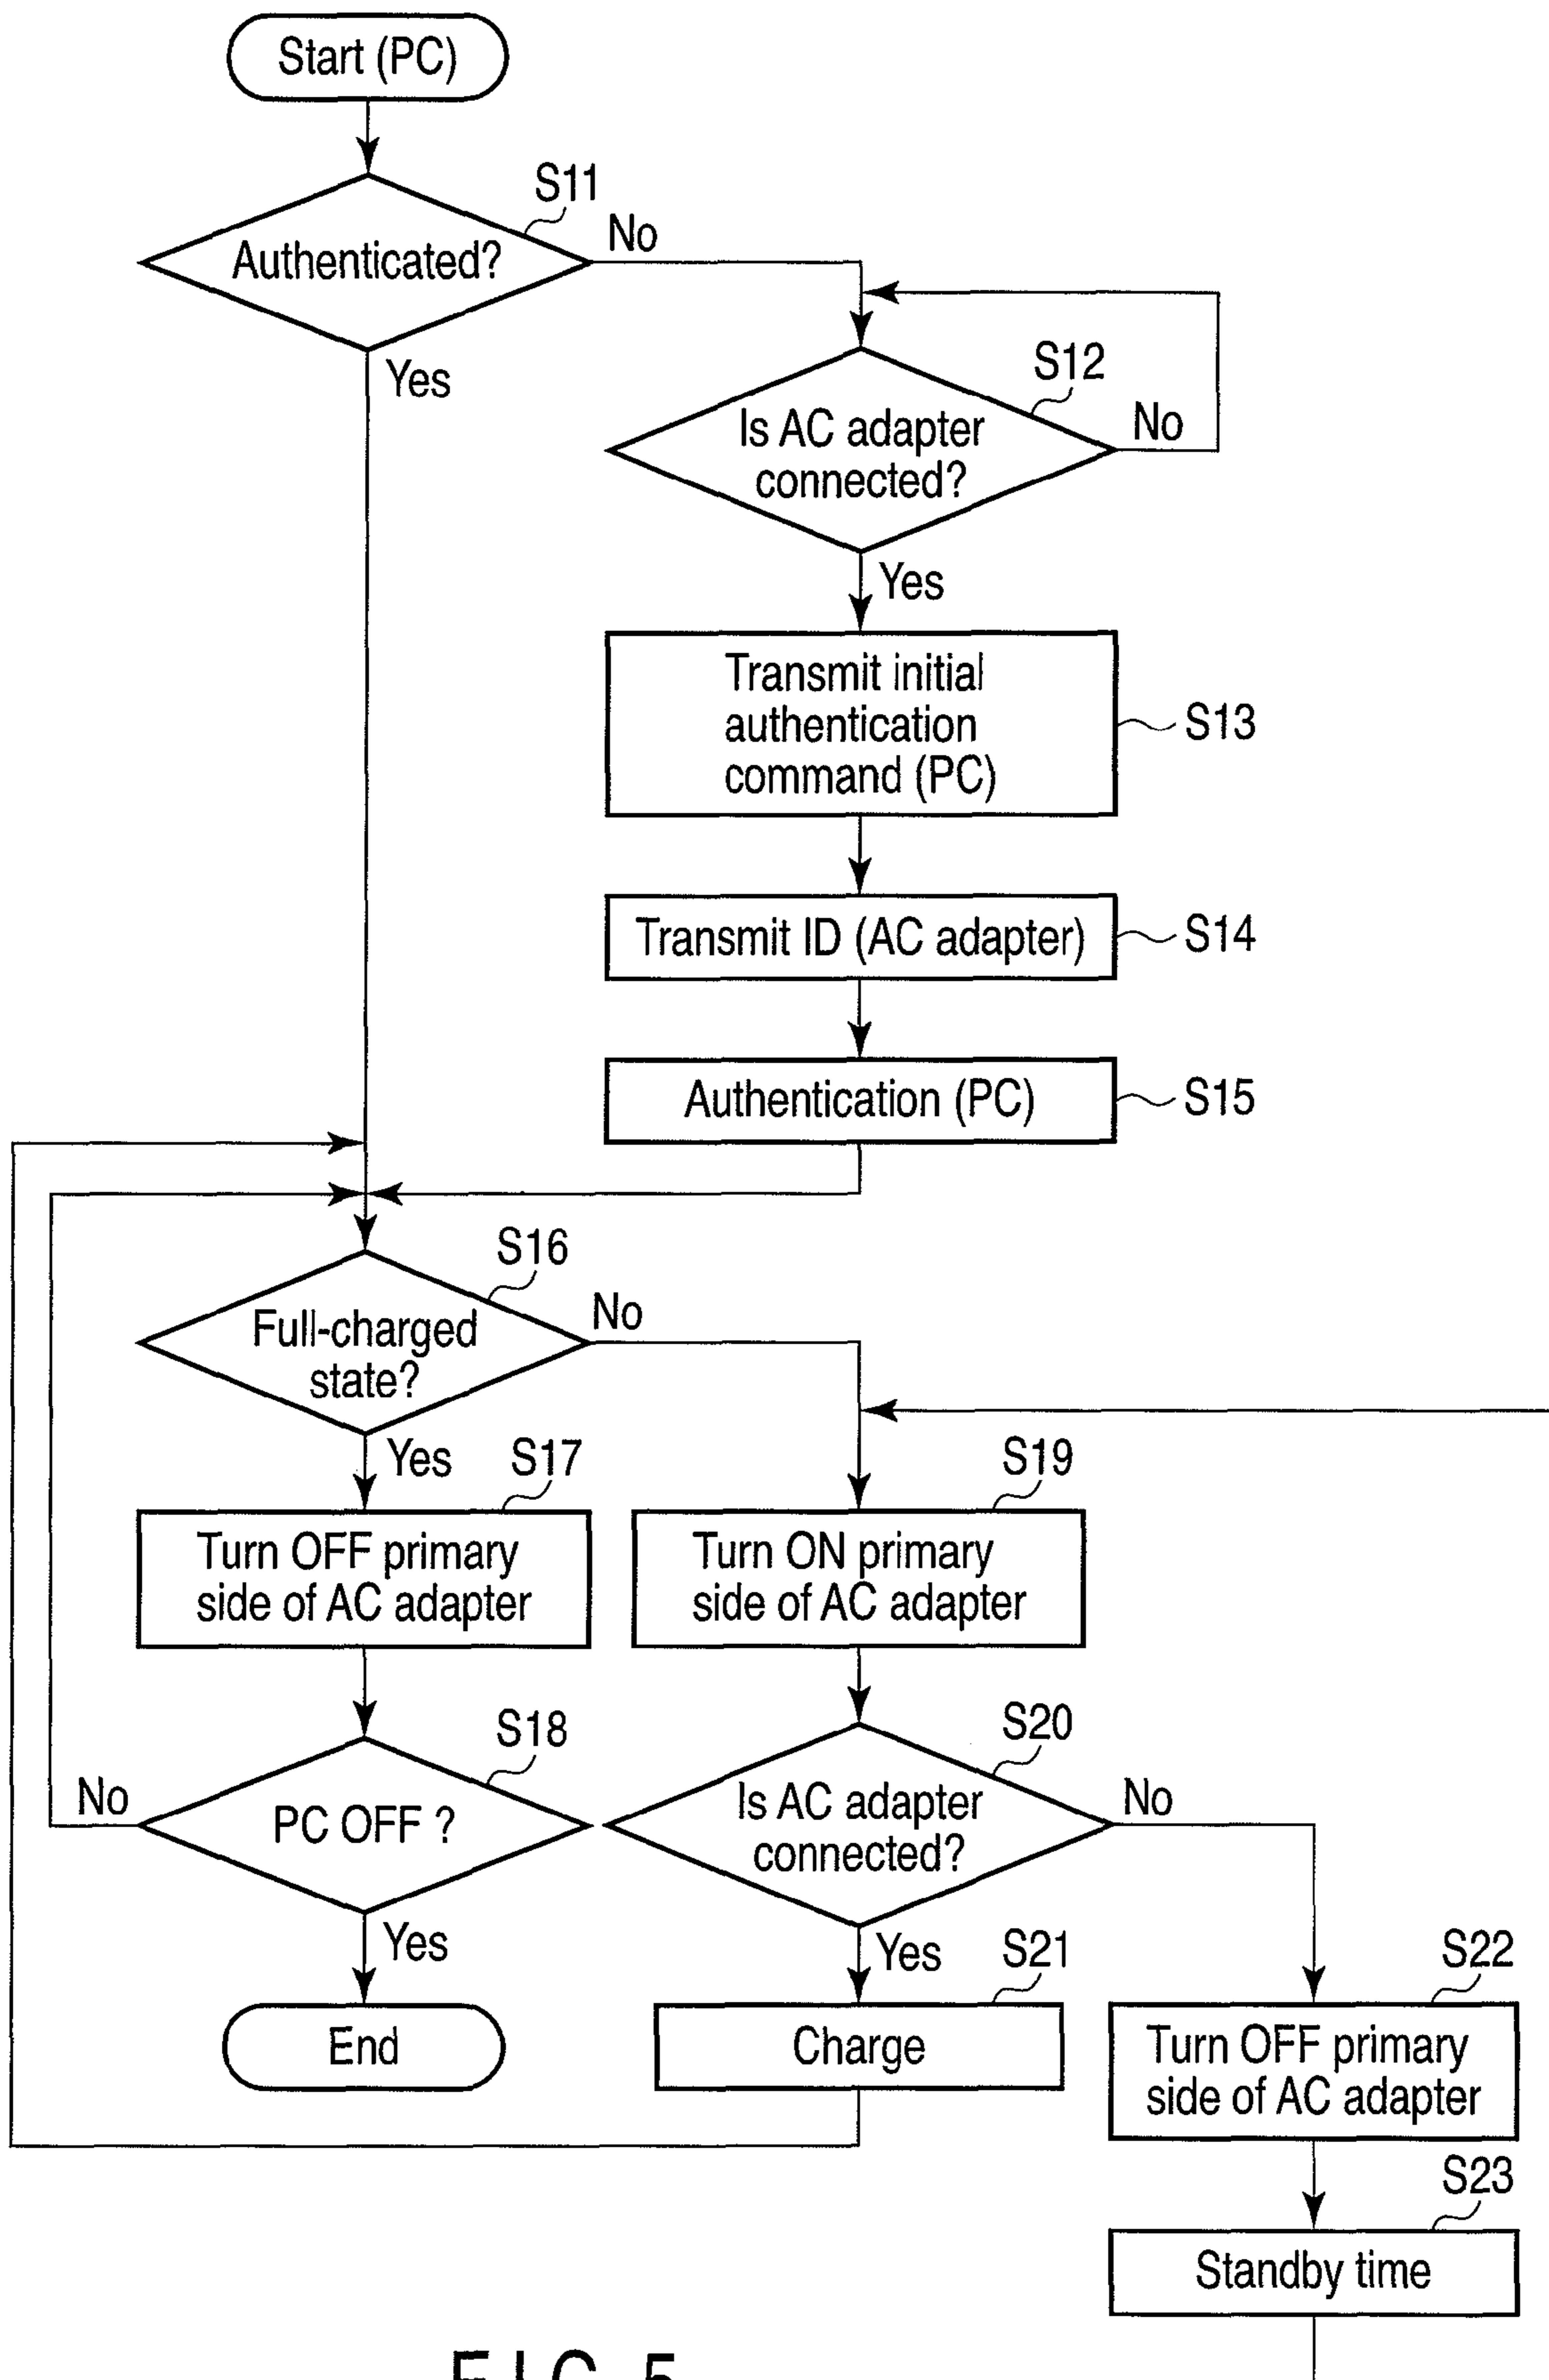 Start (PC)
S11
Authenticated?
No
Yes
S12
Is AC adapter
connected?
No
Yes
Transmit initial
authentication
command (PC)
S13
Transmit ID (AC adapter)
S14
Authentication (PC)
S15
S16
Full-charged
state?
No
Yes
S17
Turn OFF primary
side of AC adapter
S19
Turn ON primary
side of AC adapter
S18
PC OFF ?
No
Yes
End
S20
Is AC adapter
connected?
No
Yes
S21
Charge
S22
Turn OFF primary
side of AC adapter
S23
Standby time
FIG. 5